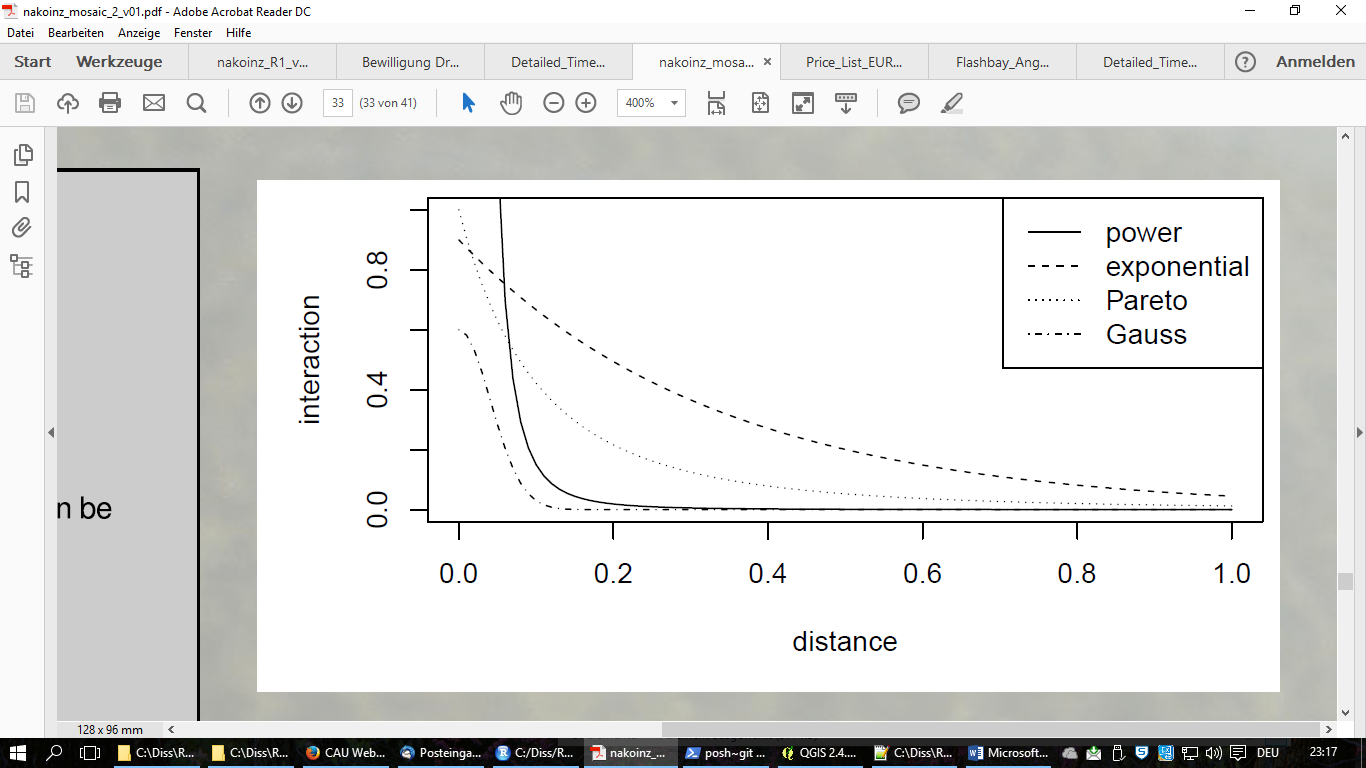 nakoinz_mosaic_2_v01.pdf - Adobe Acrobat Reader DC
Datei Bearbeiten Anzeige Fenster Hilfe
Start Werkzeuge nakoinz_R1_v... Bewilligung Dr... Detailed_Time... nakoinz_mosa... × Price_List_EUR... Flashbay_Ang... Detailed_Time... ? Anmelden
33 (33 von 41) 400%
n be
power
exponential
Pareto
Gauss
interaction
0.8
0.4
0.0
0.0 0.2 0.4 0.6 0.8 1.0
distance
128 x 96 mm
C:\Diss\R... C:\Diss\R... CAU Web... Posteinga... C:/Diss/R... nakoinz_... posh~git ... QGIS 2.4.... C:\Diss\R... Microsoft... DEU 23:17